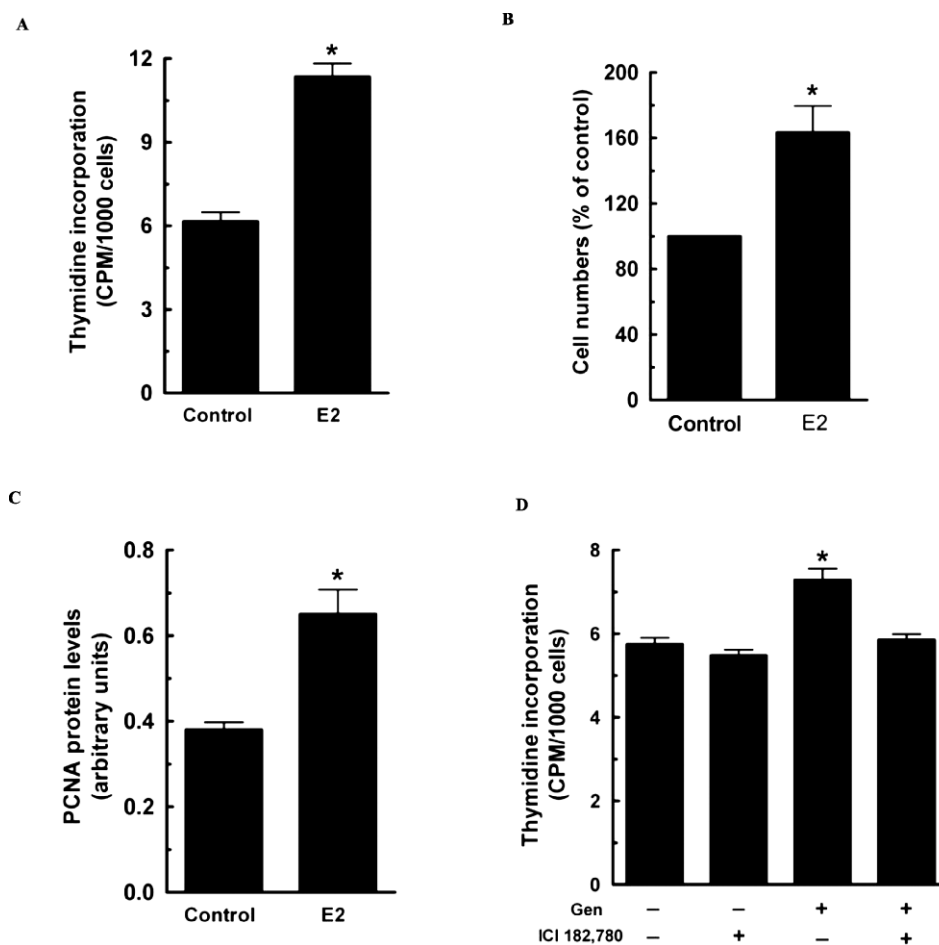 A
Thymidine incorporation
(CPM/1000 cells)
12
9
6
3
0
*
Control
E2
B
Cell numbers (% of control)
200
160
120
80
40
0
*
Control
E2
C
PCNA protein levels
(arbitrary units)
0.8
0.6
0.4
0.2
0.0
*
Control
E2
D
Thymidine incorporation
(CPM/1000 cells)
8
6
4
2
0
*
Gen – – + +
ICI 182,780 – + – +